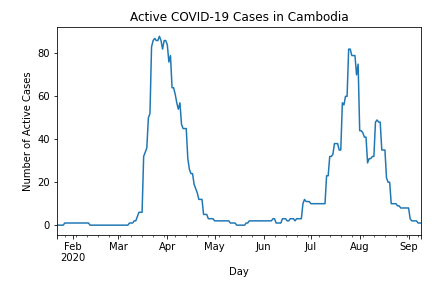 Active COVID-19 Cases in Cambodia
Number of Active Cases
80
60
40
20
0
Feb Mar Apr May Jun Jul Aug Sep
2020
Day